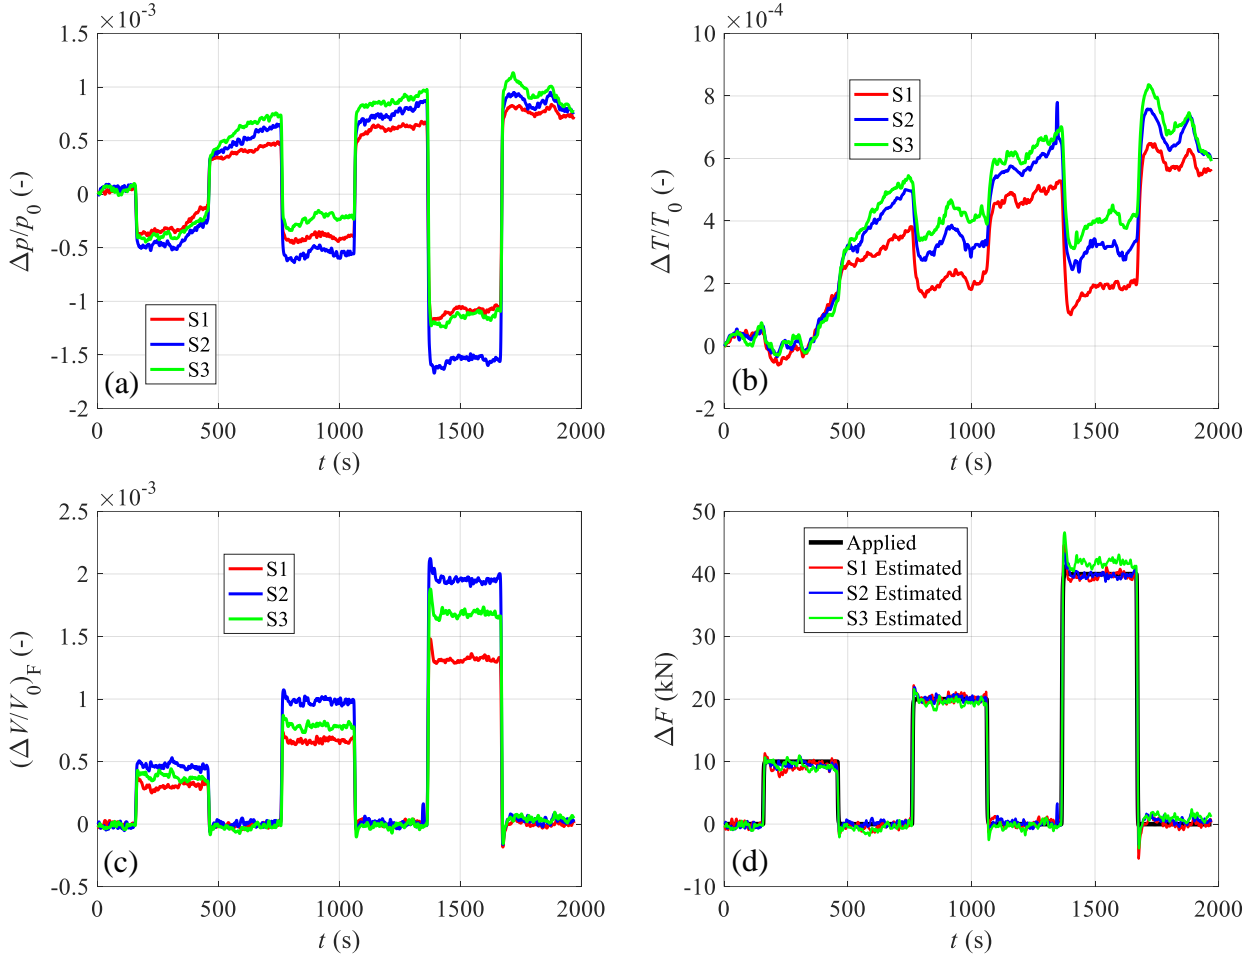 ×10⁻³
1.5
1
0.5
0
-0.5
-1
-1.5
-2
Δp/p₀ (-)
S1
S2
S3
(a)
0 500 1000 1500 2000
t (s)
×10⁻⁴
10
8
6
4
2
0
-2
ΔT/T₀ (-)
S1
S2
S3
(b)
0 500 1000 1500 2000
t (s)
×10⁻³
2.5
2
1.5
1
0.5
0
-0.5
(ΔV/V₀)F (-)
S1
S2
S3
(c)
0 500 1000 1500 2000
t (s)
50
40
30
20
10
0
-10
ΔF (kN)
Applied
S1 Estimated
S2 Estimated
S3 Estimated
(d)
0 500 1000 1500 2000
t (s)